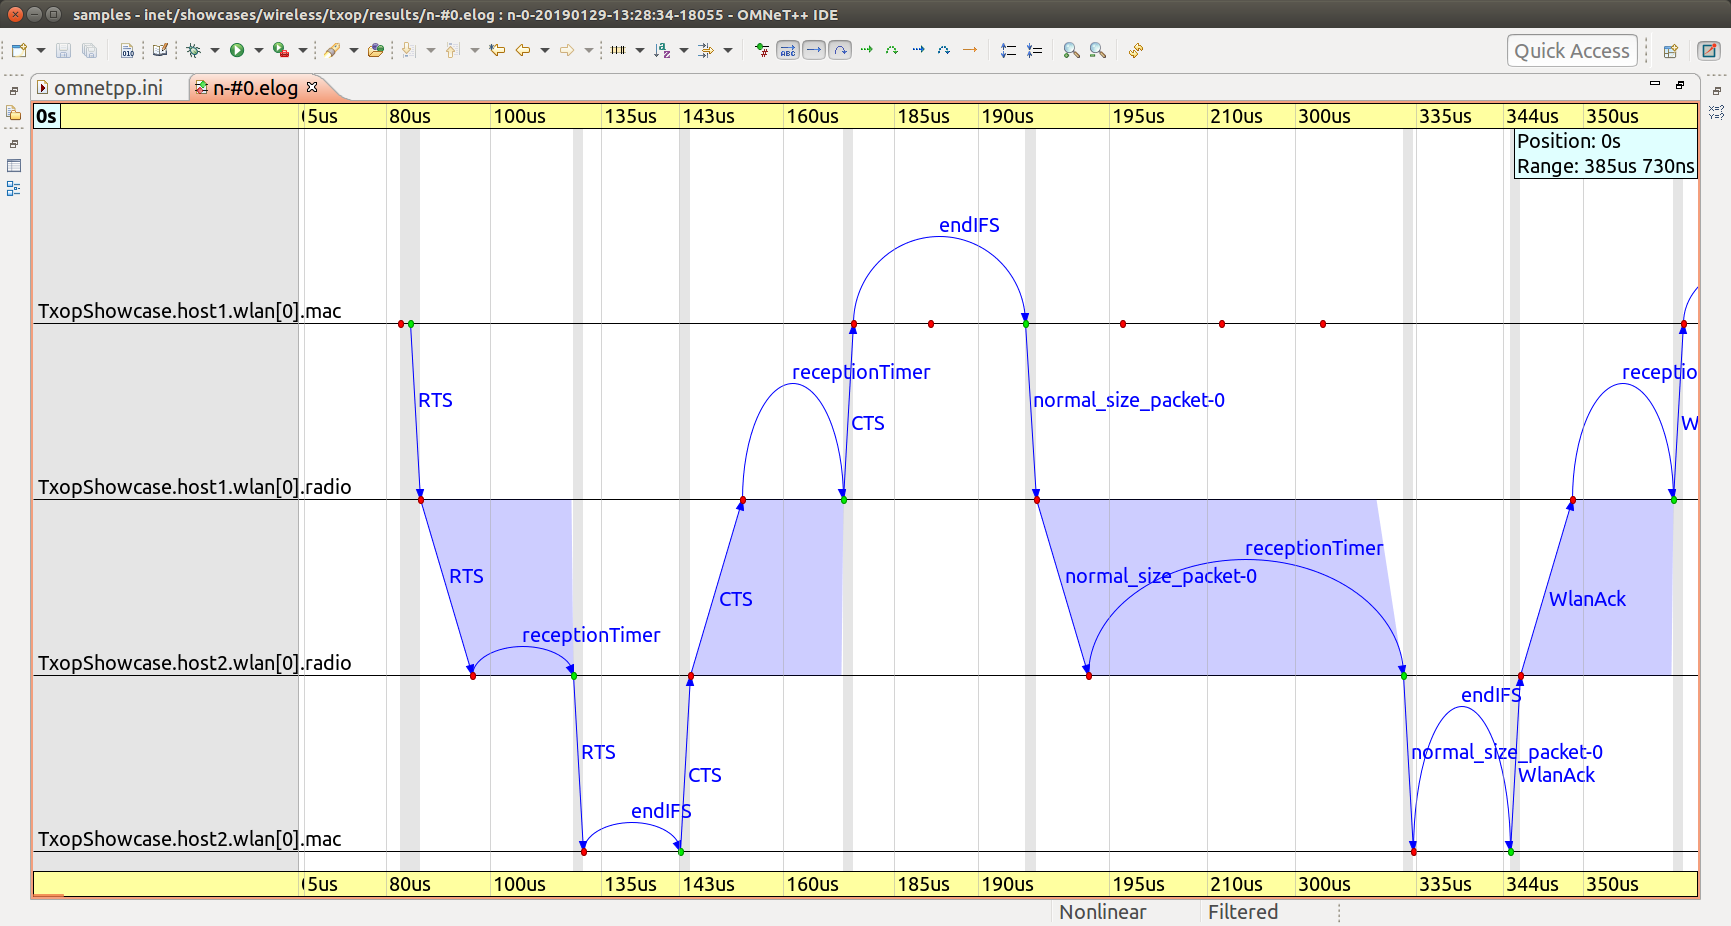 samples - inet/showcases/wireless/txop/results/n-#0.elog : n-0-20190129-13:28:34-18055 - OMNeT++ IDE
Quick Access
omnetpp.ini
n-#0.elog
0s 5us 80us 100us 135us 143us 160us 185us 190us 195us 210us 300us 335us 344us 350us
Position: 0s
Range: 385us 730ns
endIFS
TxopShowcase.host1.wlan[0].mac
receptionTimer
receptio
RTS
normal_size_packet-0
CTS
W
TxopShowcase.host1.wlan[0].radio
receptionTimer
RTS
normal_size_packet-0
CTS
WlanAck
receptionTimer
TxopShowcase.host2.wlan[0].radio
endIFS
RTS
normal_size_packet-0
CTS
WlanAck
endIFS
TxopShowcase.host2.wlan[0].mac
5us 80us 100us 135us 143us 160us 185us 190us 195us 210us 300us 335us 344us 350us
Nonlinear
Filtered